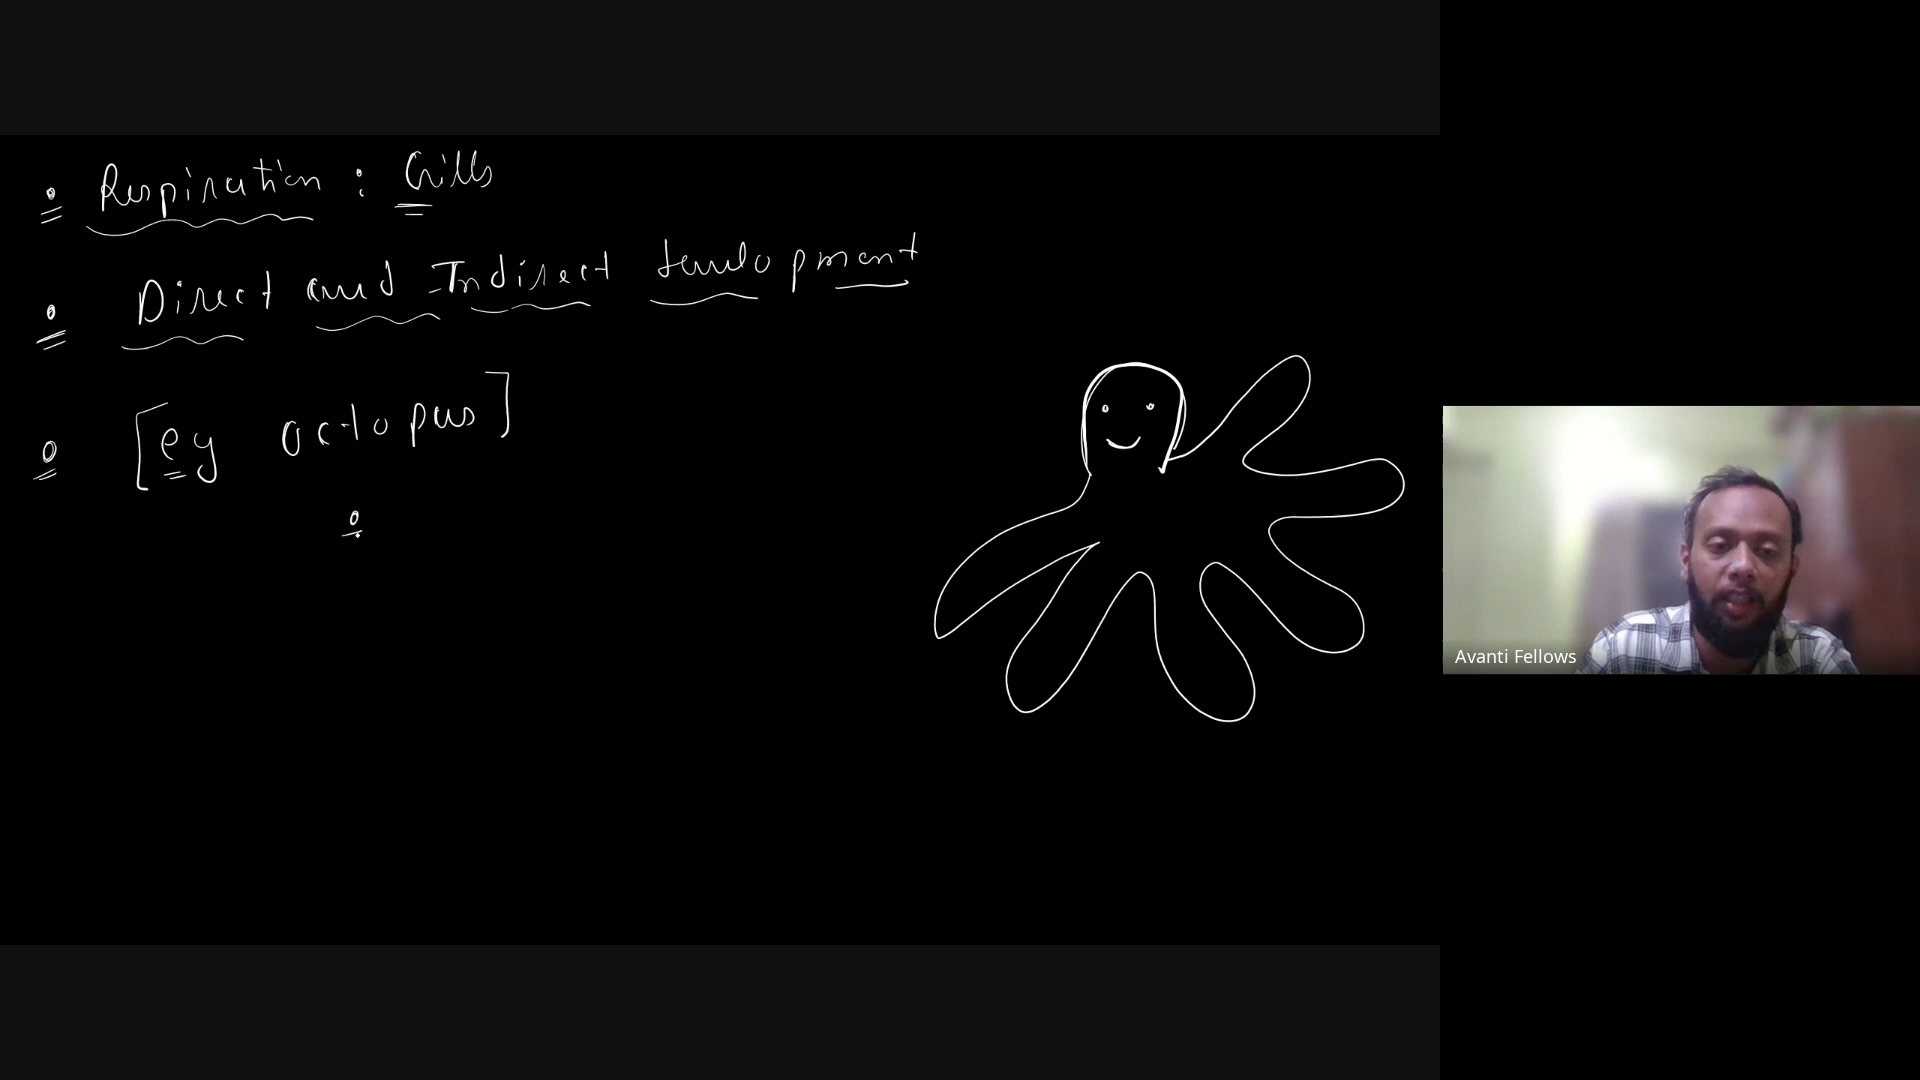 Respiration : Gills
Direct and Indirect development
[eg octopus]
Avanti Fellows